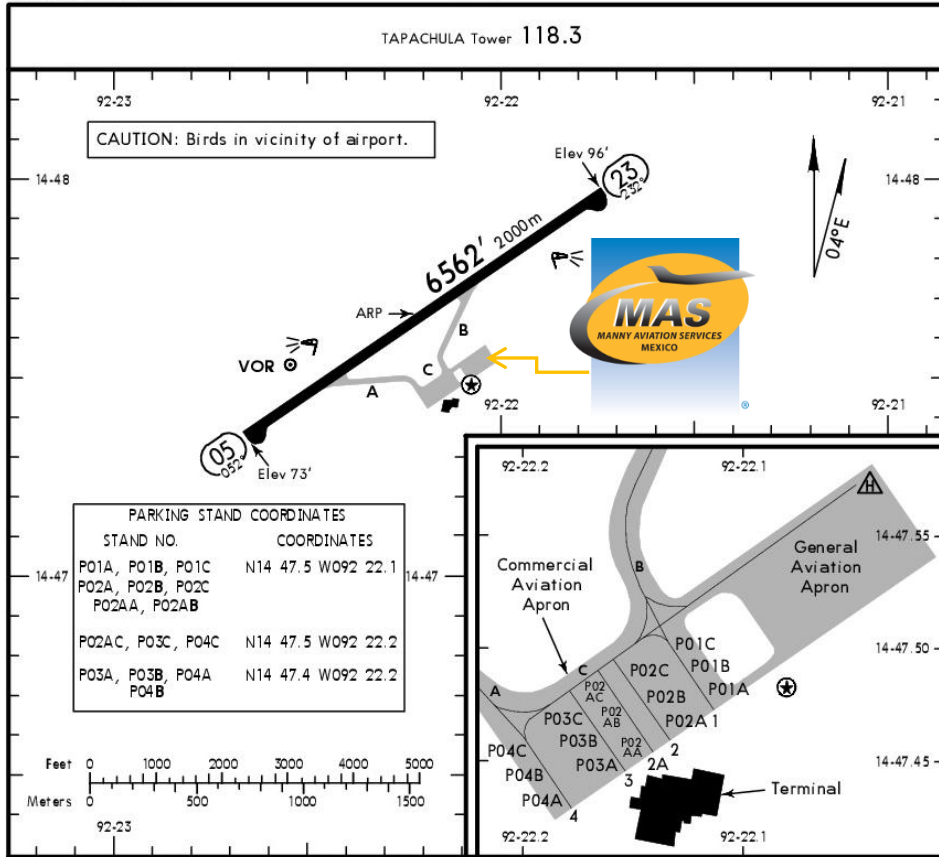 TAPACHULA Tower 118.3
92-23
92-22
92-21
CAUTION: Birds in vicinity of airport.
14-48
14-48
Elev 96'
23
232°
04°E
6562' 2000m
ARP
B
MAS
MANNY AVIATION SERVICES
MEXICO
®
VOR
A
C
92-22
92-21
05
052°
Elev 73'
PARKING STAND COORDINATES
STAND NO. COORDINATES
P01A, P01B, P01C N14 47.5 W092 22.1
P02A, P02B, P02C
P02AA, P02AB
P02AC, P03C, P04C N14 47.5 W092 22.2
P03A, P03B, P04A N14 47.4 W092 22.2
P04B
14-47
14-47
Feet 0 1000 2000 3000 4000 5000
Meters 0 500 1000 1500
92-23
92-22.2
92-22.1
H
14-47.55
General
Aviation
Apron
Commercial
Aviation
Apron
B
14-47.50
P01C
P01B
P01A
C
P02C
P02B
P02A 1
A
P02
AC
P02
AB
P02
AA
2
2A
P03C
P03B
P03A
3
P04C
P04B
P04A
4
14-47.45
Terminal
92-22.2
92-22.1